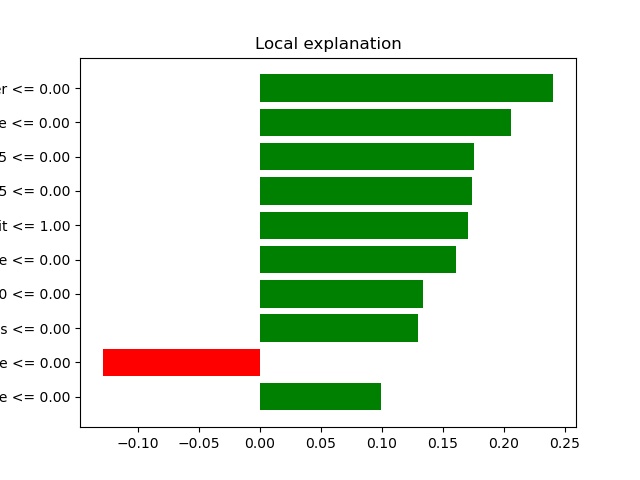 Local explanation
r <= 0.00
e <= 0.00
5 <= 0.00
5 <= 0.00
it <= 1.00
e <= 0.00
0 <= 0.00
s <= 0.00
e <= 0.00
e <= 0.00
−0.10 −0.05 0.00 0.05 0.10 0.15 0.20 0.25